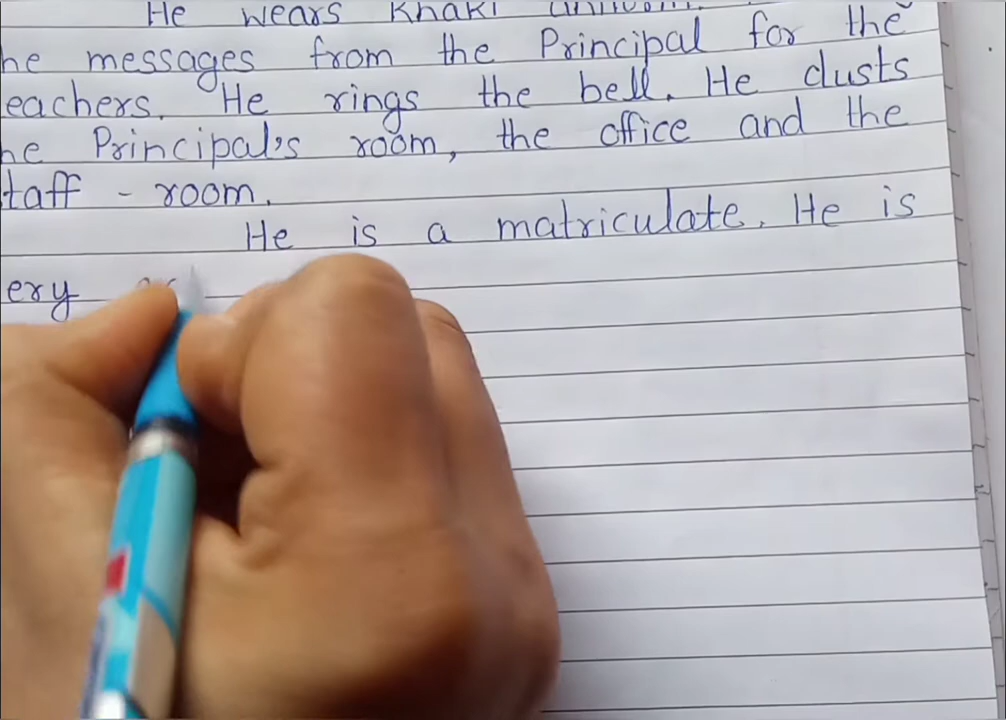 He wears Khaki uniform.
he messages from the Principal for the
eachers. He rings the bell. He dusts
he Principal's room, the office and the
taff - room.
He is a matriculate. He is
ery